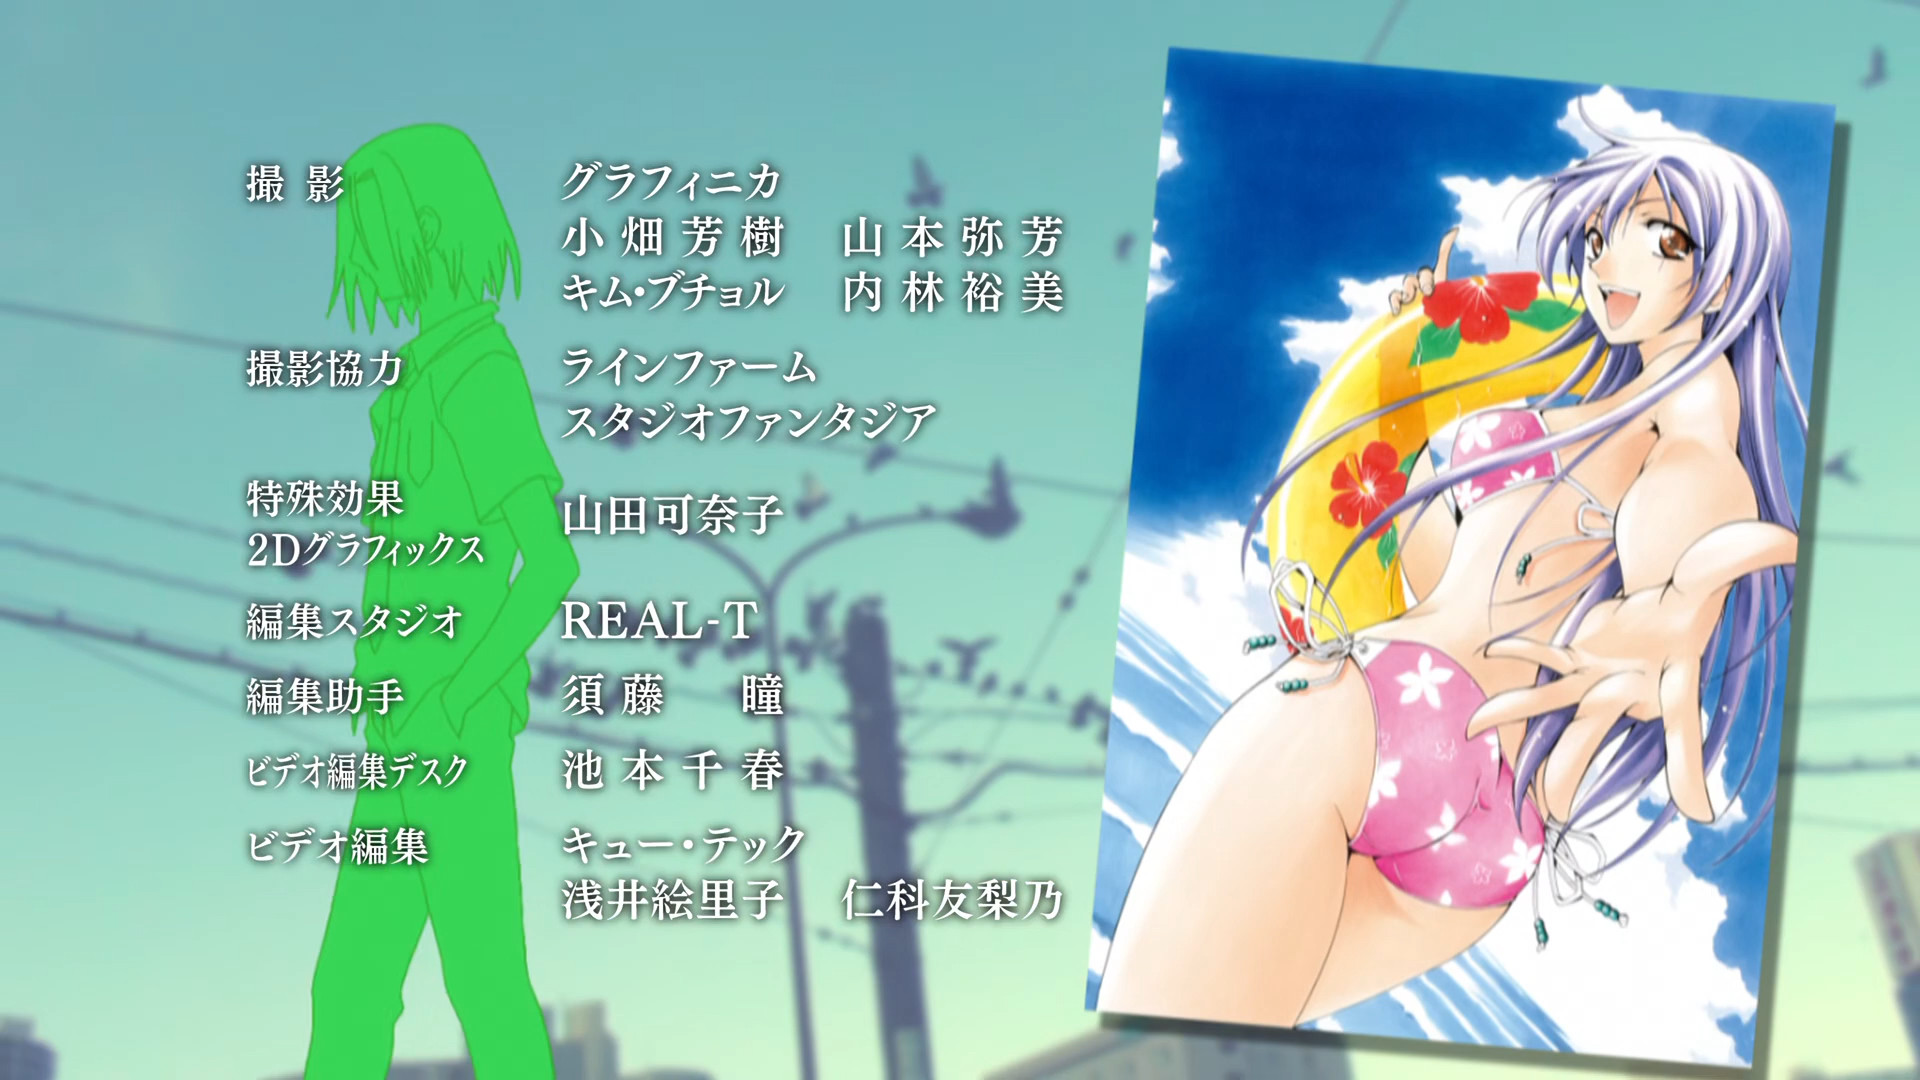 撮影 グラフィニカ
小畑芳樹 山本弥芳
キム・ブチョル 内林裕美
撮影協力 ラインファーム
スタジオファンタジア
特殊効果
2Dグラフィックス 山田可奈子
編集スタジオ REAL-T
編集助手 須藤 瞳
ビデオ編集デスク 池本千春
ビデオ編集 キュー・テック
浅井絵里子 仁科友梨乃